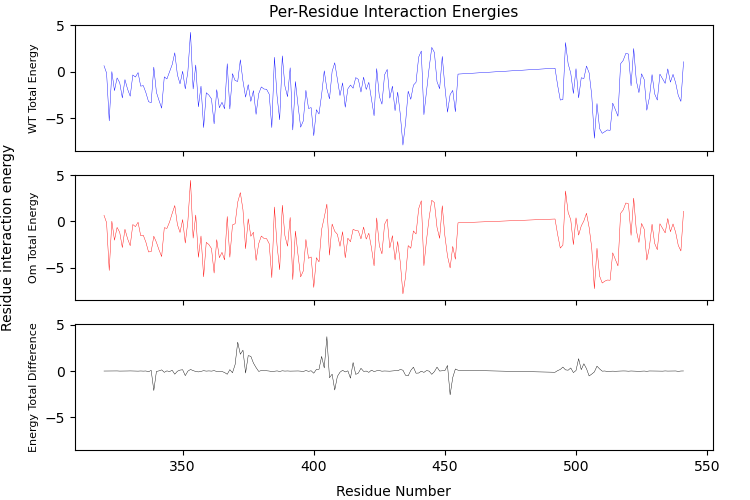 Per-Residue Interaction Energies
Residue interaction energy
WT Total Energy
5
0
−5
Om Total Energy
5
0
−5
Energy Total Difference
5
0
−5
350 400 450 500 550
Residue Number